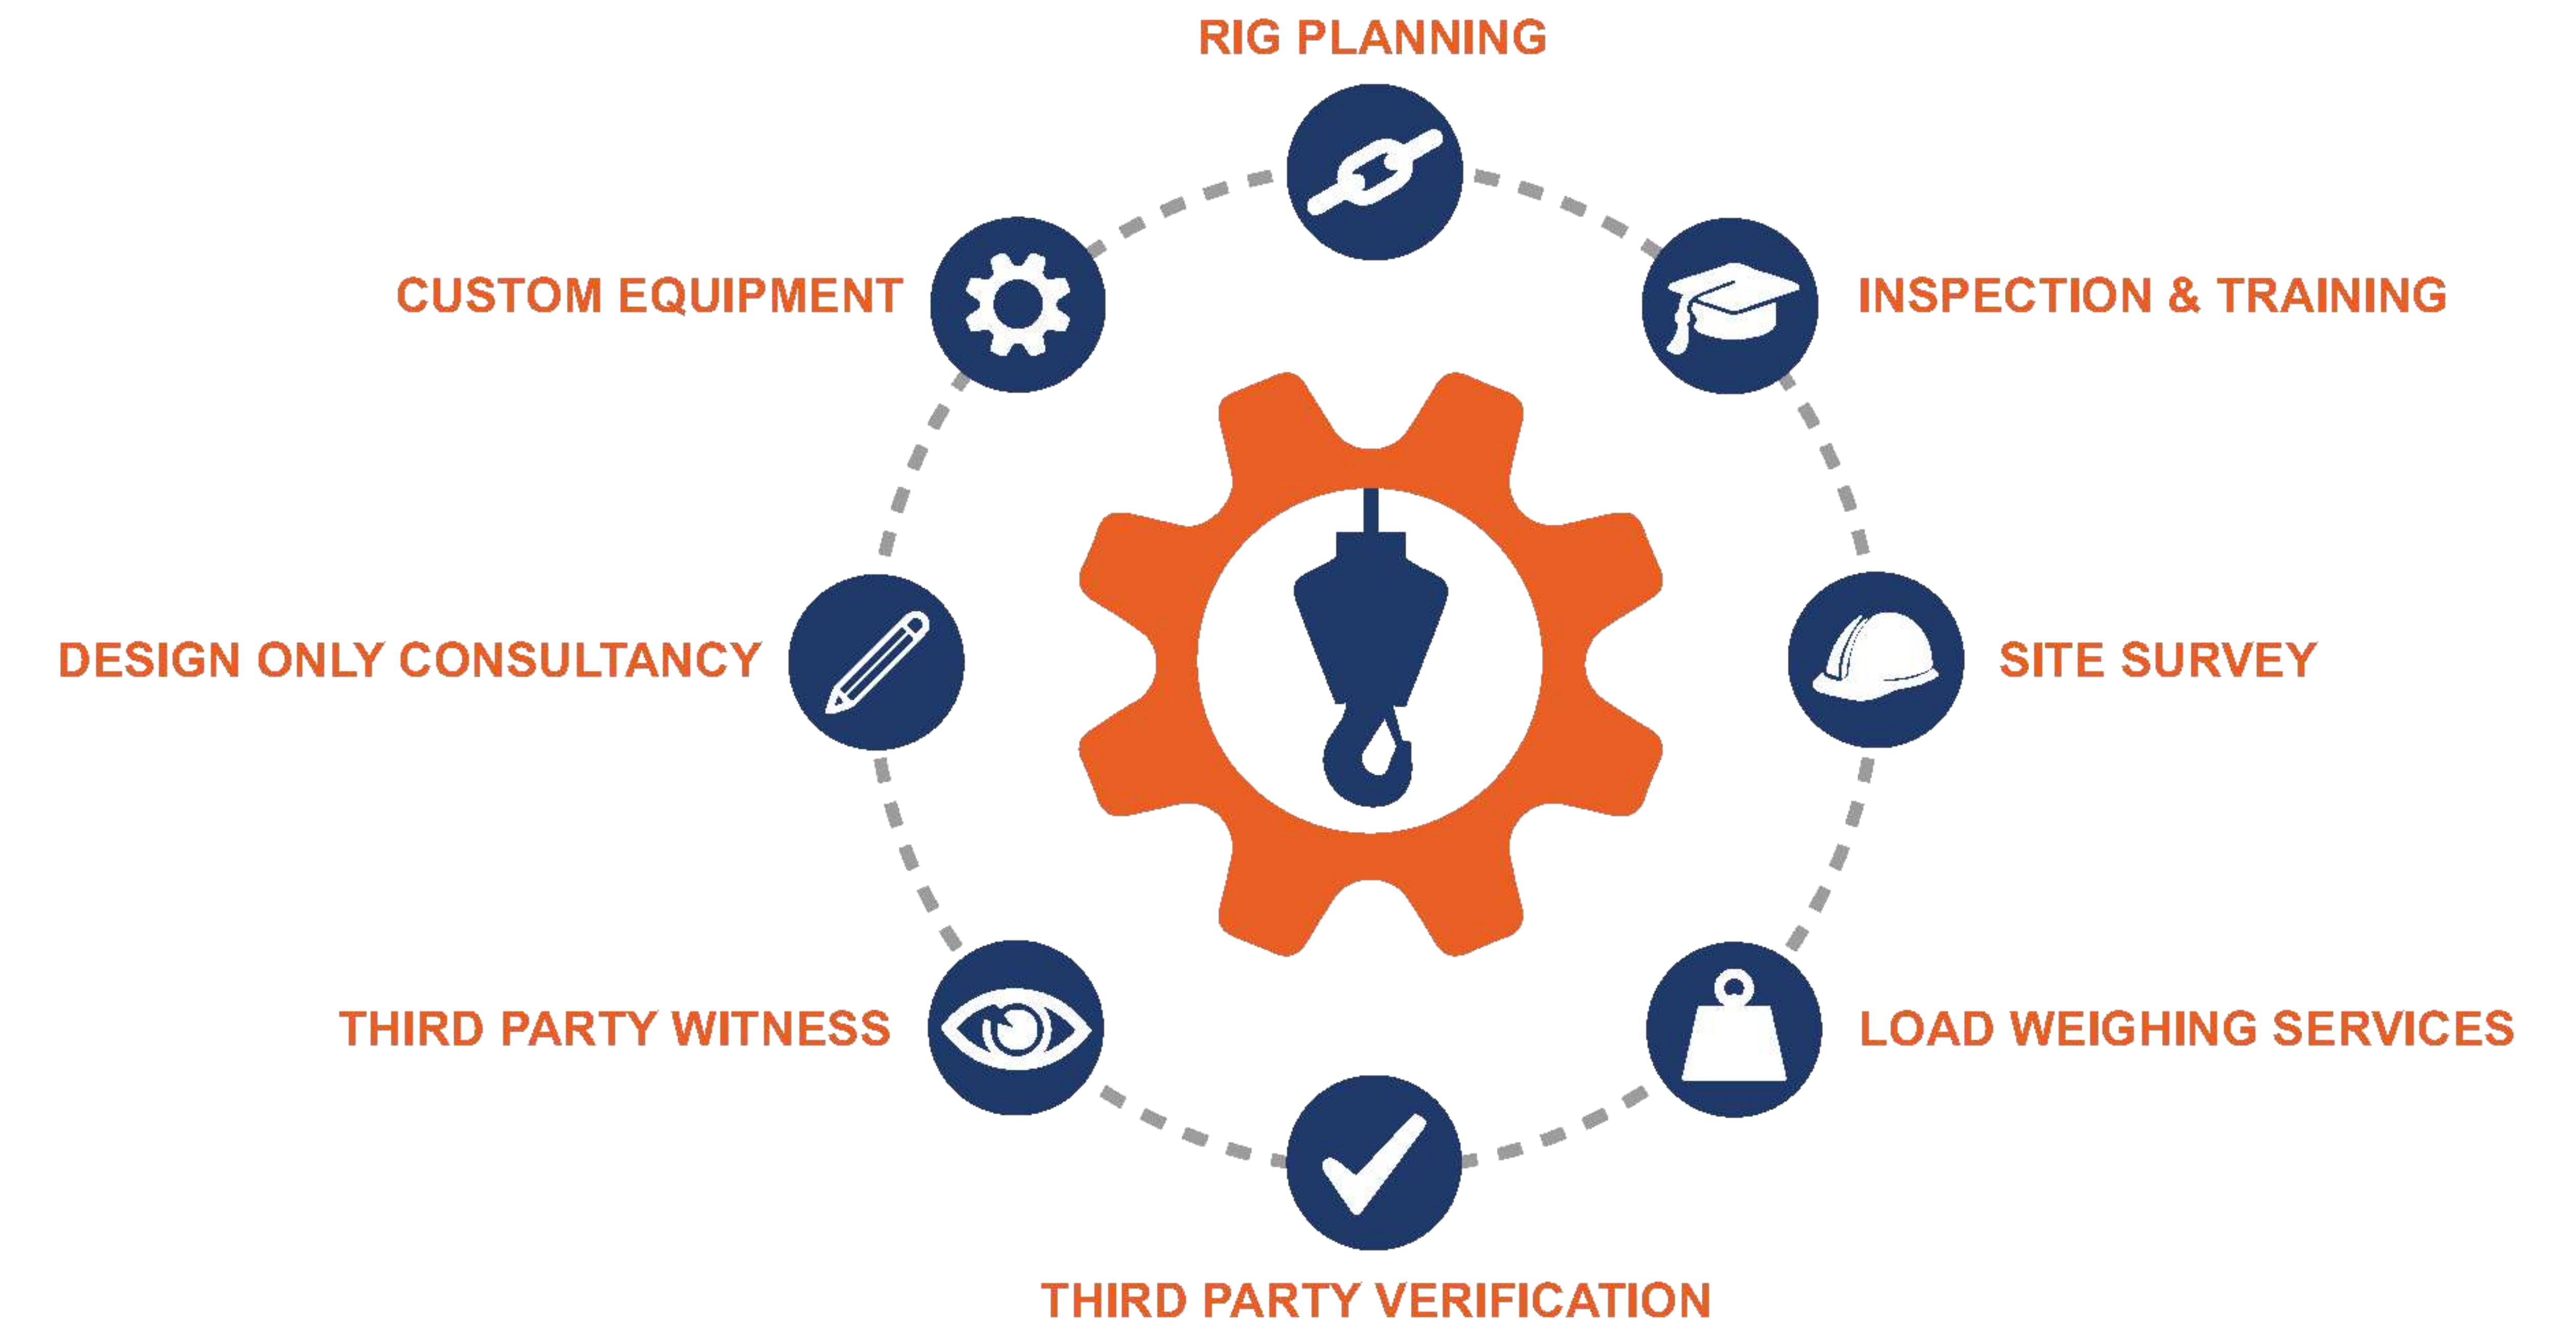 RIG PLANNING
CUSTOM EQUIPMENT
INSPECTION & TRAINING
DESIGN ONLY CONSULTANCY
SITE SURVEY
THIRD PARTY WITNESS
LOAD WEIGHING SERVICES
THIRD PARTY VERIFICATION